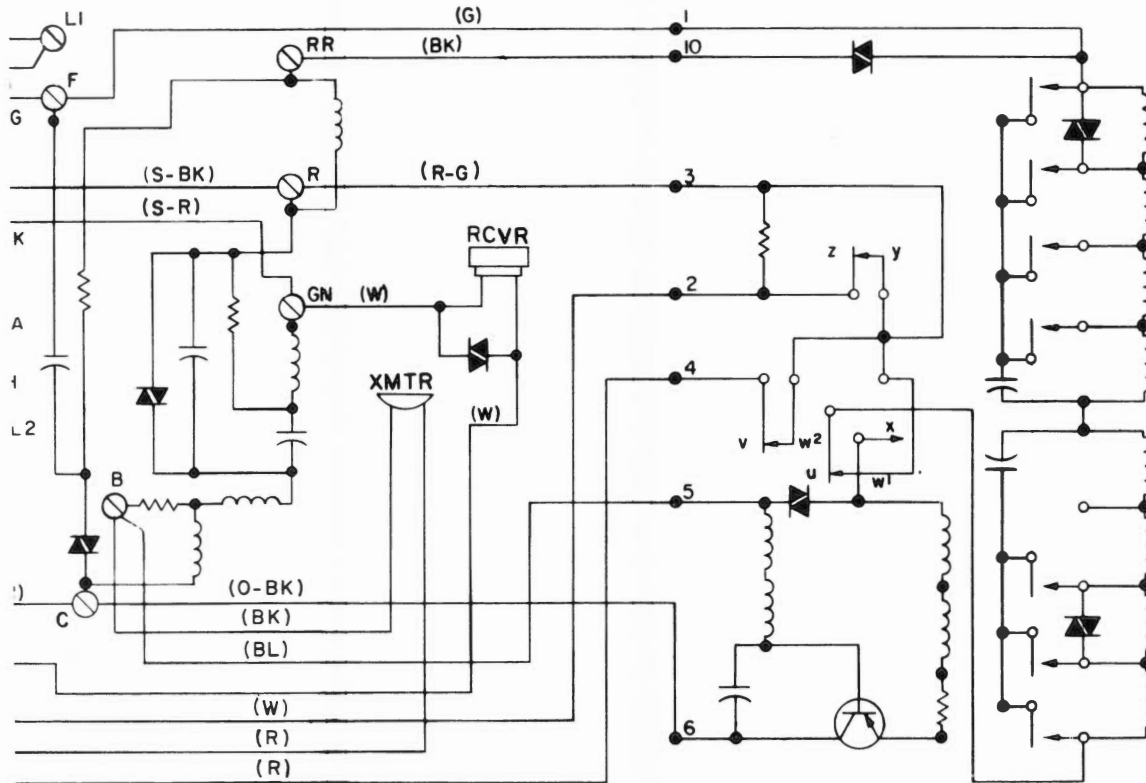 L1
(G)
1
RR
(BK)
10
F
G
(S-BK)
R
(R-G)
3
(S-R)
K
RCVR
z
y
GN
(W)
2
A
XMTR
4
(W)
L2
v
w²
x
u
w¹
B
5
(O-BK)
C
(BK)
(BL)
(W)
6
(R)
(R)